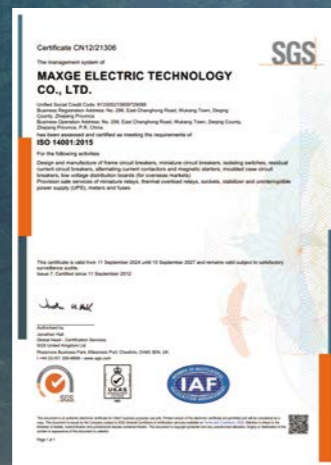 Certificate CN12/21306
SGS
The management system of
MAXGE ELECTRIC TECHNOLOGY
CO., LTD.
Unified Social Credit Code:
Business Registration Address: No. 299, East Changhong Road, Wukang Town, Deqing
County, Zhejiang Province
Business Operation Address: No. 299, East Changhong Road, Wukang Town, Deqing County,
Zhejiang Province, P.R. China
has been assessed and certified as meeting the requirements of
ISO 14001:2015
For the following activities
Design and manufacture of frame circuit breakers, miniature circuit breakers, isolating switches, residual
current circuit breakers, alternating current contactors and magnetic starters, moulded case circuit
breakers, low voltage distribution boards (for overseas markets)
Provision sale services of miniature relays, thermal overload relays, sockets, stabilizer and uninterruptible
power supply (UPS), meters and fuses
This certificate is valid from 11 September 2024 until 10 September 2027 and remains valid subject to satisfactory
surveillance audits.
Issue 7. Certified since 11 September 2012
Authorised by
Jonathan Hall
Global Head - Certification Services
SGS United Kingdom Ltd
Rossmore Business Park, Ellesmere Port, Cheshire, CH65 3EN, UK
www.sgs.com
SGS
UKAS
IAF
Page 1 of 1